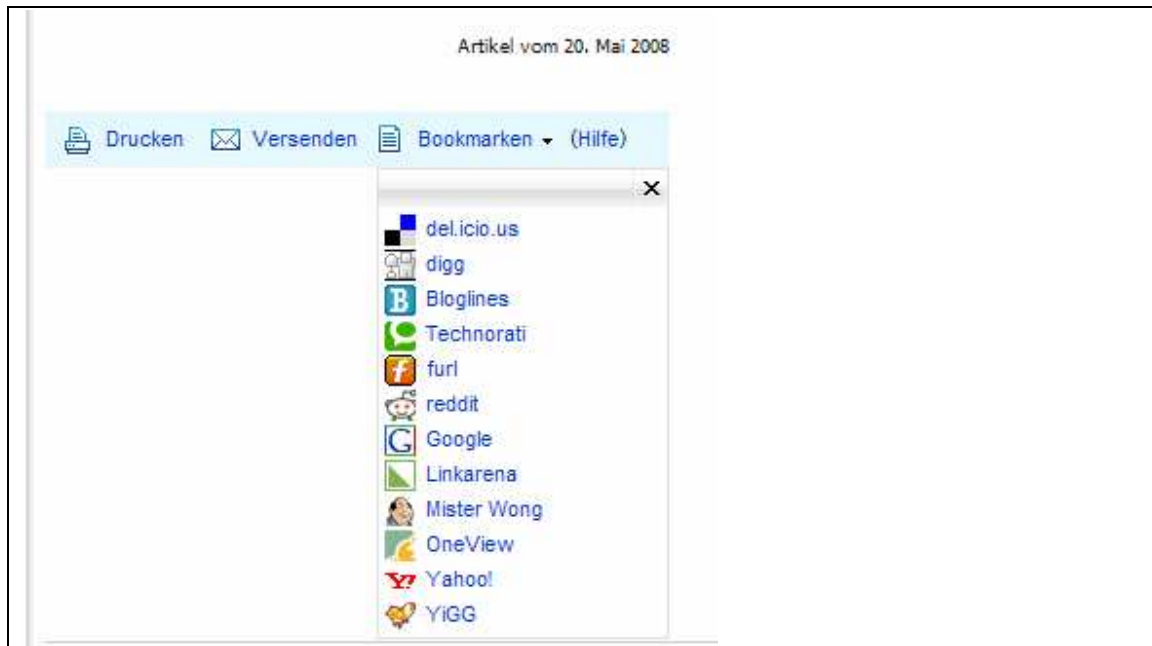 Artikel vom 20. Mai 2008
Drucken Versenden Bookmarken (Hilfe)
del.icio.us
digg
Bloglines
Technorati
furl
reddit
Google
Linkarena
Mister Wong
OneView
Yahoo!
YiGG